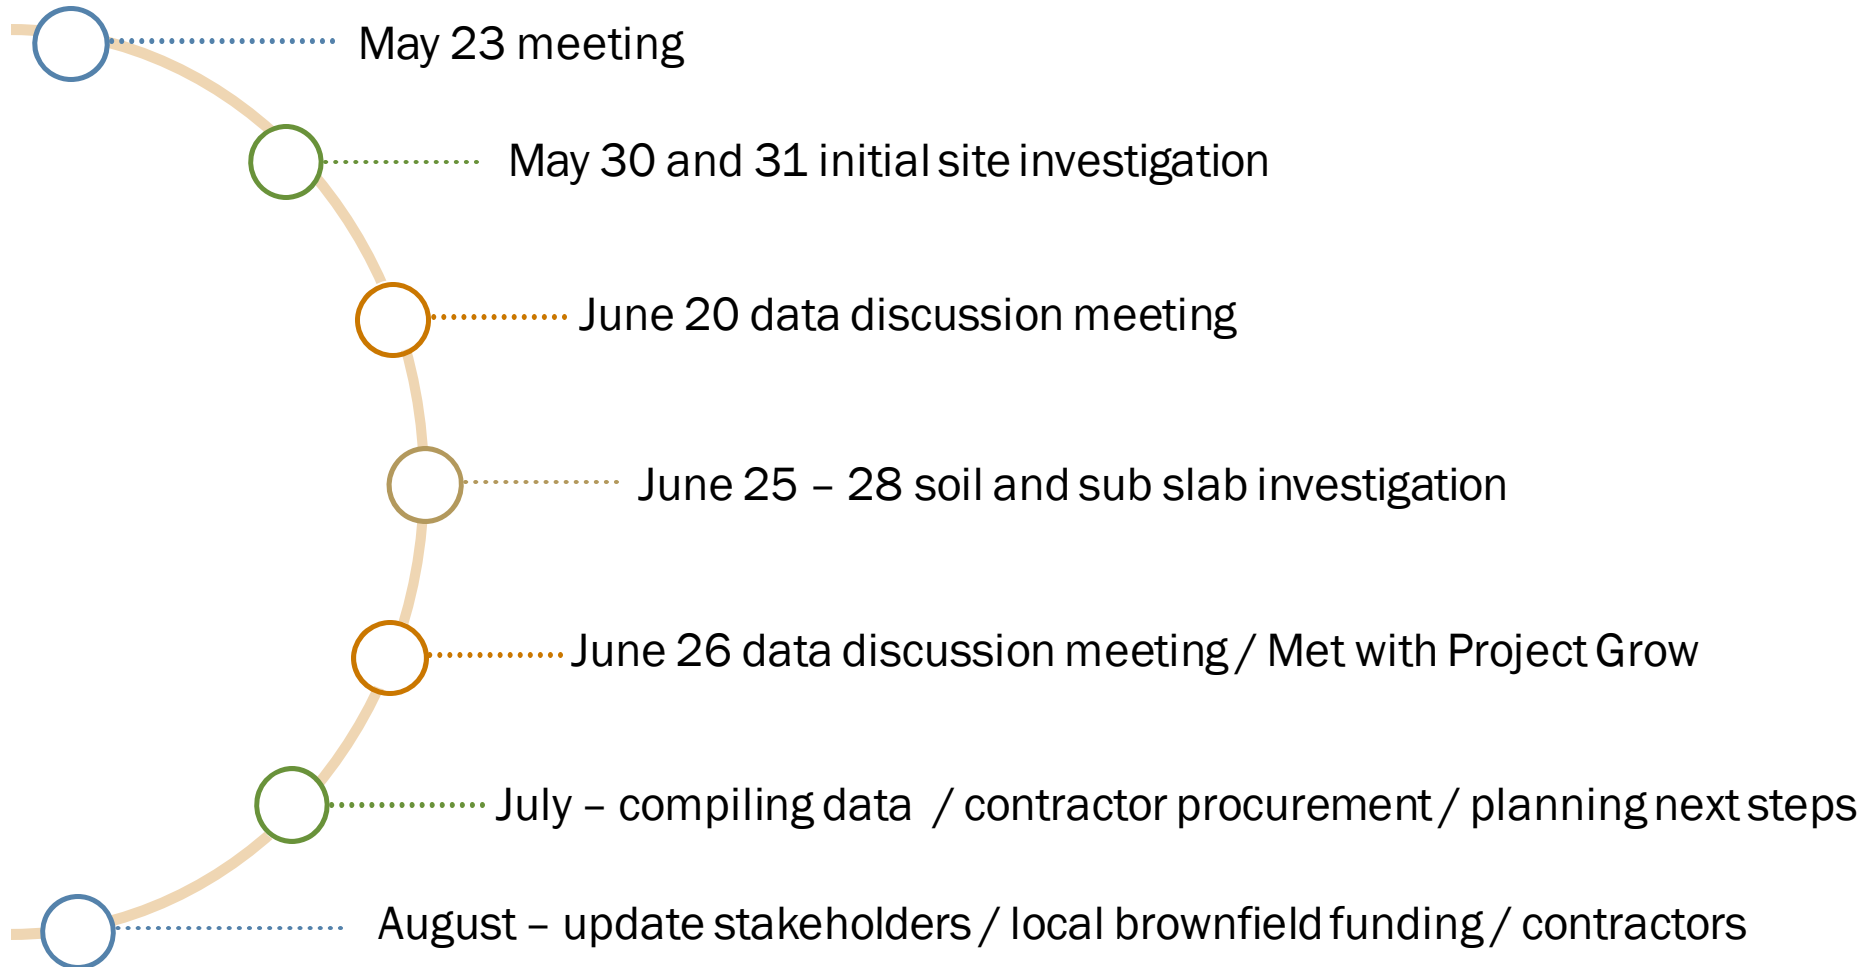 May 23 meeting
May 30 and 31 initial site investigation
June 20 data discussion meeting
June 25 – 28 soil and sub slab investigation
June 26 data discussion meeting / Met with Project Grow
July – compiling data / contractor procurement / planning next steps
August – update stakeholders / local brownfield funding / contractors